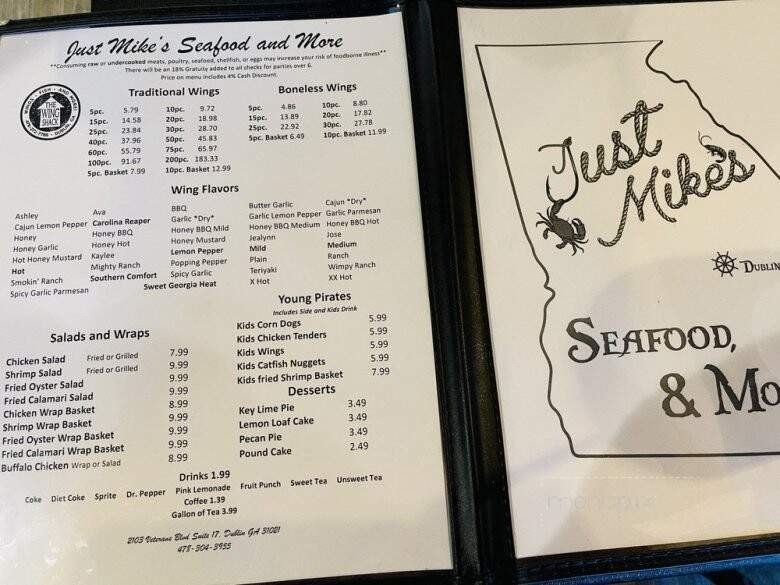 Just Mike's Seafood and More
**Consuming raw or undercooked meats, poultry, seafood, shellfish, or eggs may increase your risk of foodborne illness**
There will be an 18% Gratuity added to all checks for parties over 6.
Price on menu includes 4% Cash Discount.
THE WING SHACK
Traditional Wings
5pc. 5.79 10pc. 9.72
15pc. 14.58 20pc. 18.98
25pc. 23.84 30pc. 28.70
40pc. 37.96 50pc. 45.83
60pc. 55.79 75pc. 65.97
100pc. 91.67 200pc. 183.33
5pc. Basket 7.99 10pc. Basket 12.99
Boneless Wings
5pc. 4.86 10pc. 8.80
15pc. 13.89 20pc. 17.82
25pc. 22.92 30pc. 27.78
5pc. Basket 6.49 10pc. Basket 11.99
Wing Flavors
Ashley Ava BBQ Butter Garlic Cajun *Dry*
Cajun Lemon Pepper Carolina Reaper Garlic *Dry* Garlic Lemon Pepper Garlic Parmesan
Honey Honey BBQ Honey BBQ Mild Honey BBQ Medium Honey BBQ Hot
Honey Garlic Honey Hot Honey Mustard Jealynn Jose
Hot Honey Mustard Kaylee Lemon Pepper Mild Medium
Hot Mighty Ranch Popping Pepper Plain Ranch
Smokin' Ranch Southern Comfort Spicy Garlic Teriyaki Wimpy Ranch
Spicy Garlic Parmesan Sweet Georgia Heat X Hot XX Hot
Young Pirates
Includes Side and Kids Drink
Kids Corn Dogs 5.99
Kids Chicken Tenders 5.99
Kids Wings 5.99
Kids Catfish Nuggets 5.99
Kids fried Shrimp Basket 7.99
Salads and Wraps
Chicken Salad Fried or Grilled 7.99
Shrimp Salad Fried or Grilled 9.99
Fried Oyster Salad 9.99
Fried Calamari Salad 9.99
Chicken Wrap Basket 8.99
Shrimp Wrap Basket 9.99
Fried Oyster Wrap Basket 9.99
Fried Calamari Wrap Basket 9.99
Buffalo Chicken Wrap or Salad 8.99
Desserts
Key Lime Pie 3.49
Lemon Loaf Cake 3.49
Pecan Pie 3.49
Pound Cake 2.49
Drinks 1.99
Coke Diet Coke Sprite Dr. Pepper Pink Lemonade Fruit Punch Sweet Tea Unsweet Tea
Coffee 1.39
Gallon of Tea 3.99
2103 Veterans Blvd Suite 17, Dublin GA 31021
478-304-3955
Just
Mike's
DUBLIN
SEAFOOD,
& MO